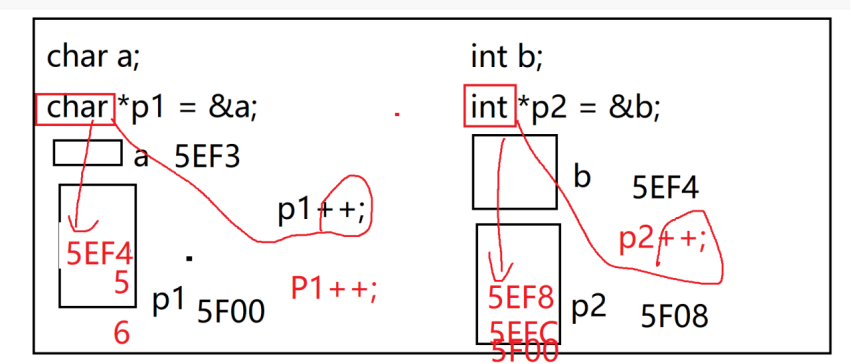 char a;
char *p1 = &a;
a 5EF3
p1++;
5EF4
5
P1++;
p1 5F00
6
int b;
int *p2 = &b;
b 5EF4
p2++;
5EF8
p2 5F08
5EFC
5F00